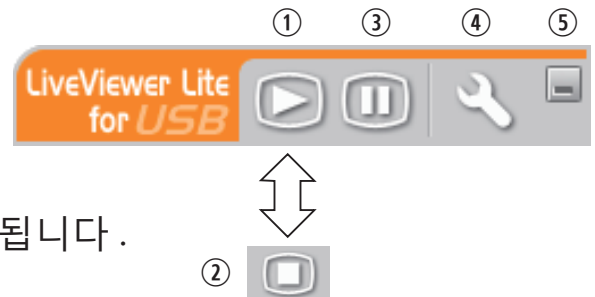 ① ③ ④ ⑤
LiveViewer Lite
for USB
됩니다 .
②